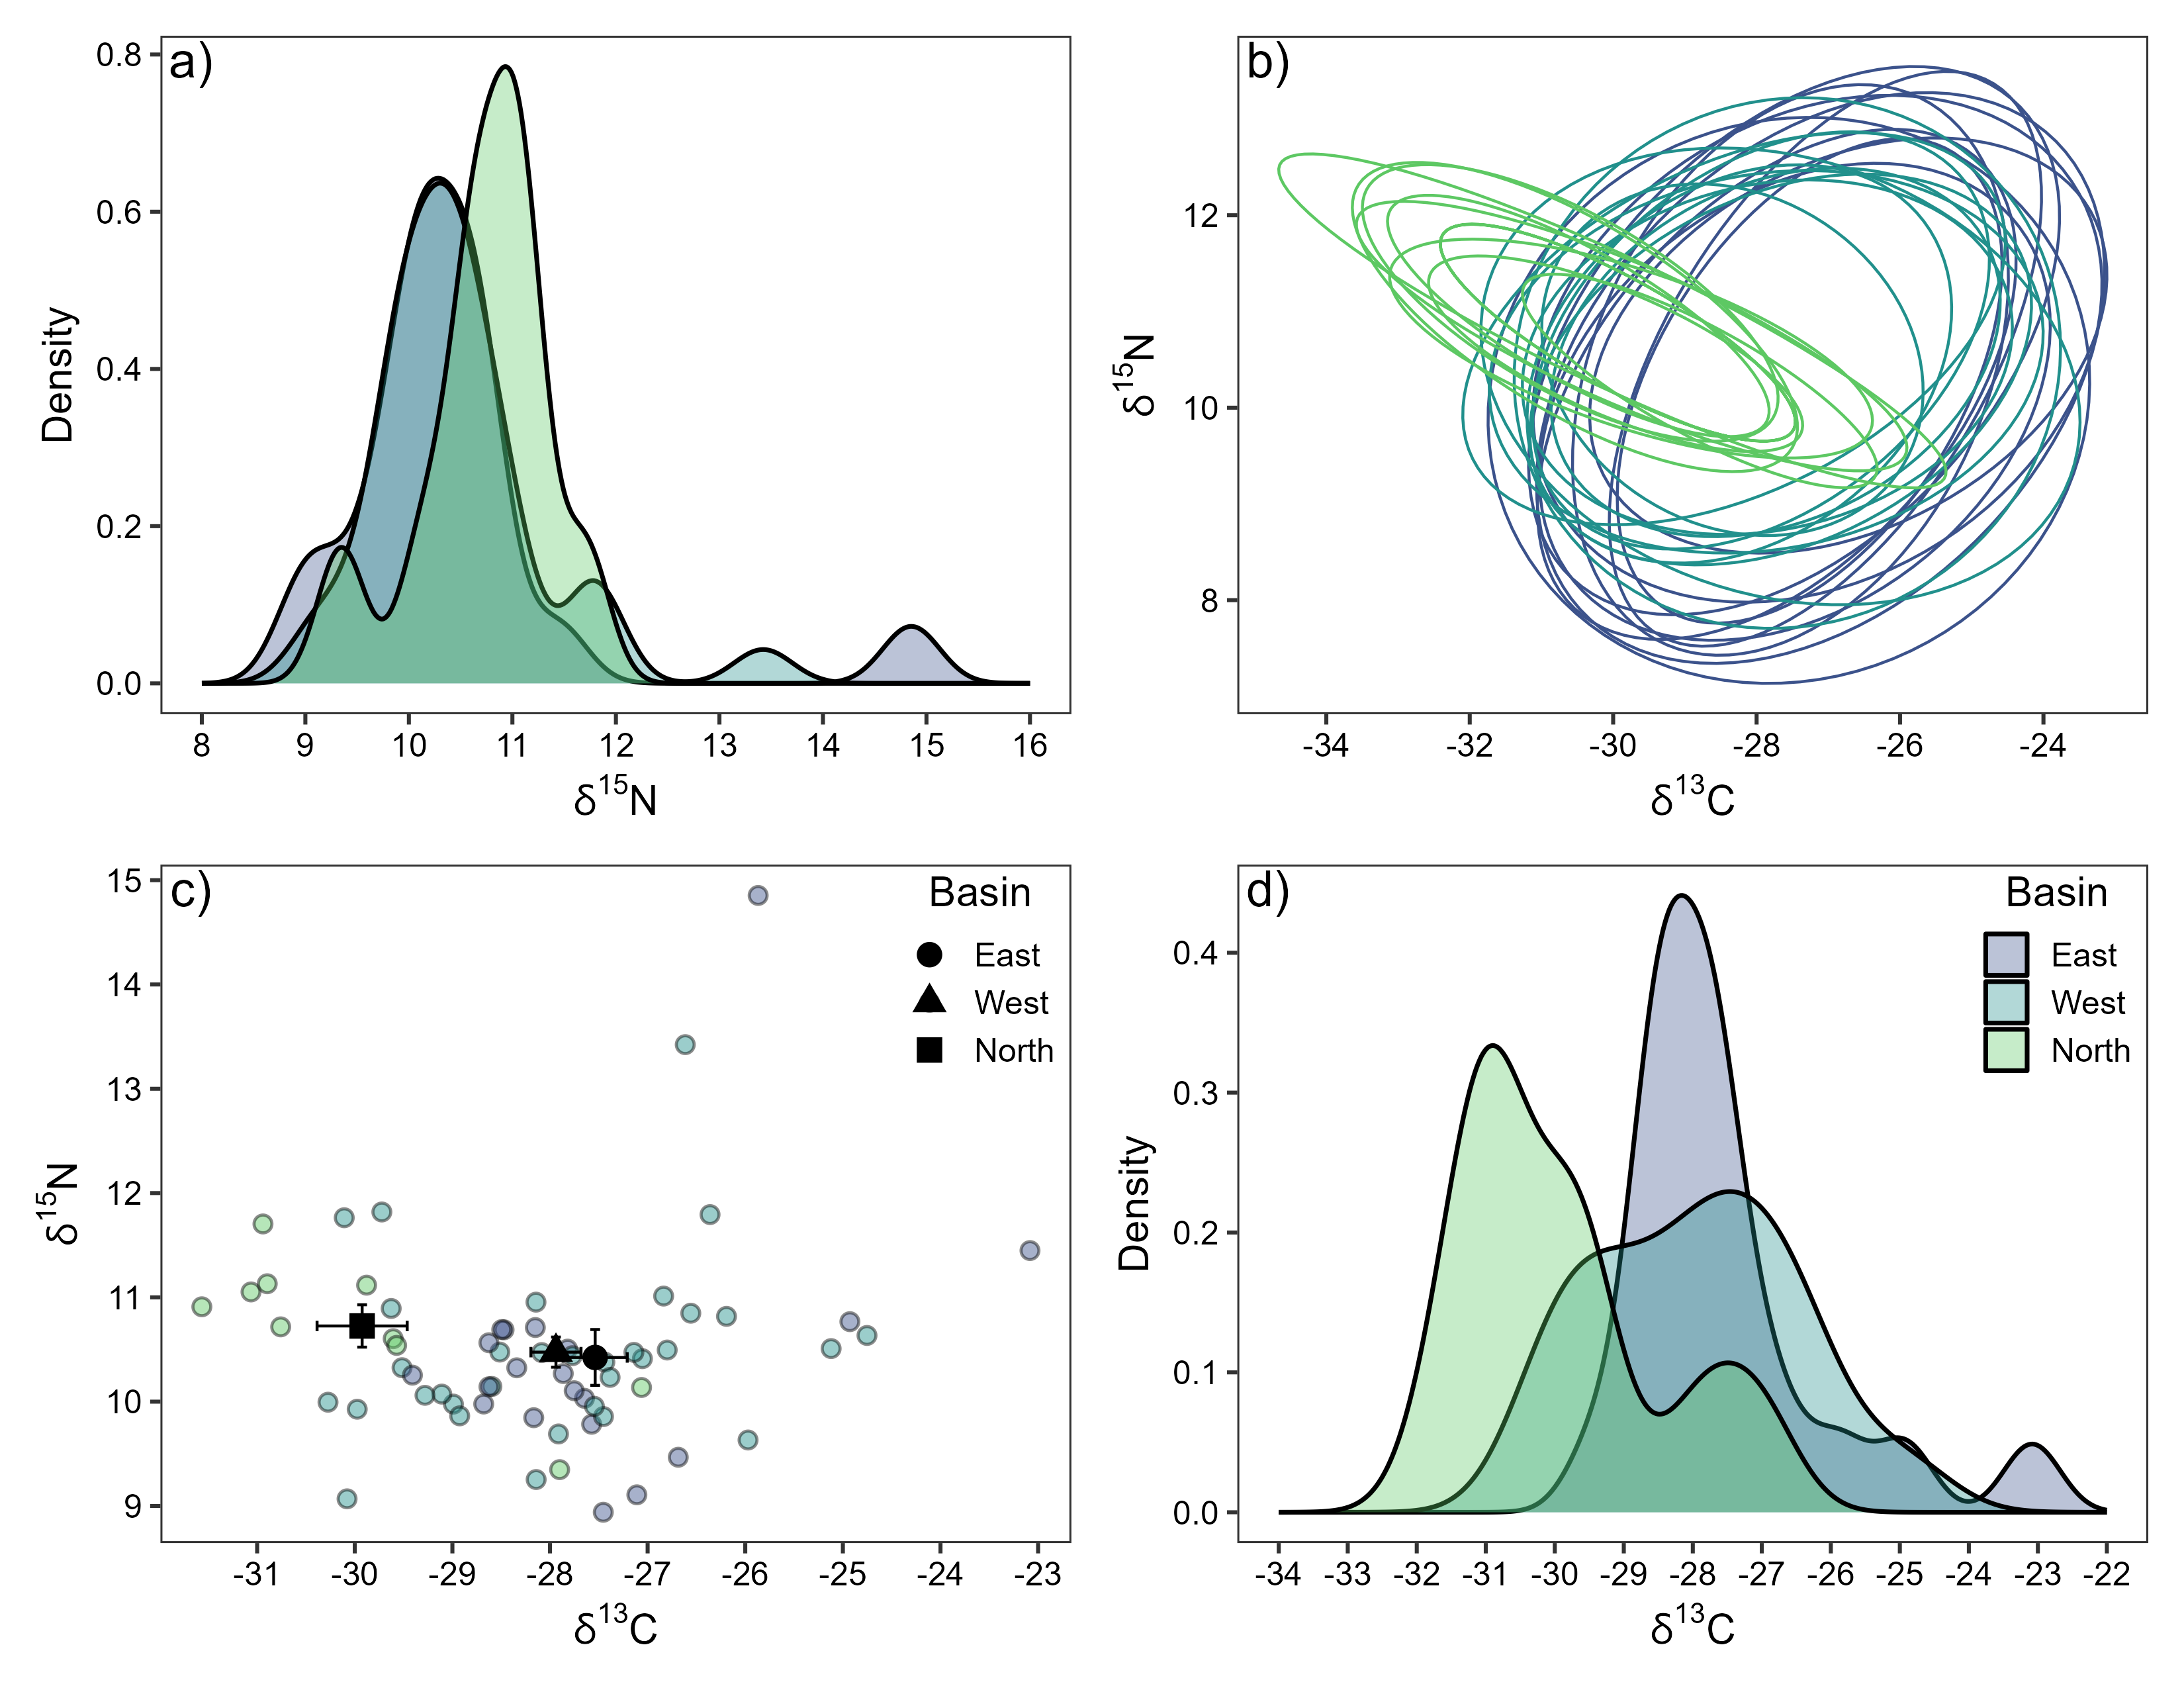 a)
0.8
0.6
0.4
0.2
0.0
Density
8 9 10 11 12 13 14 15 16
δ¹⁵N
b)
12
10
8
δ¹⁵N
-34 -32 -30 -28 -26 -24
δ¹³C
c)
15
14
13
12
11
10
9
δ¹⁵N
Basin
East
West
North
-31 -30 -29 -28 -27 -26 -25 -24 -23
δ¹³C
d)
0.4
0.3
0.2
0.1
0.0
Density
Basin
East
West
North
-34 -33 -32 -31 -30 -29 -28 -27 -26 -25 -24 -23 -22
δ¹³C